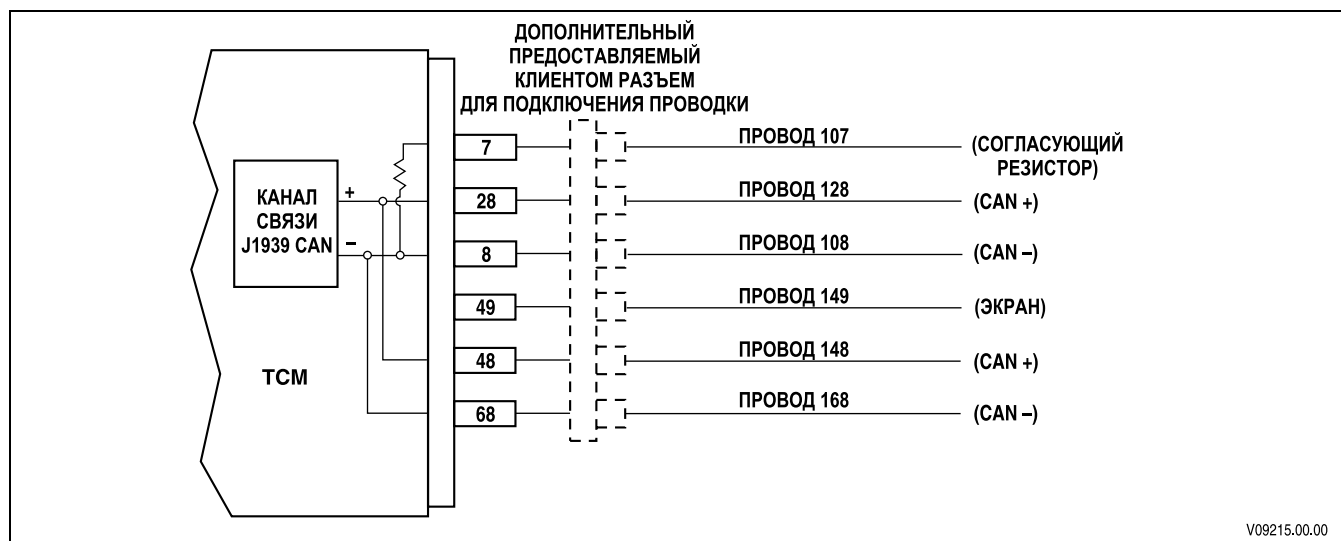 ДОПОЛНИТЕЛЬНЫЙ
ПРЕДОСТАВЛЯЕМЫЙ
КЛИЕНТОМ РАЗЪЕМ
ДЛЯ ПОДКЛЮЧЕНИЯ ПРОВОДКИ
7
ПРОВОД 107
(СОГЛАСУЮЩИЙ
РЕЗИСТОР)
КАНАЛ
СВЯЗИ
J1939 CAN
+
–
28
ПРОВОД 128
(CAN +)
8
ПРОВОД 108
(CAN –)
49
ПРОВОД 149
(ЭКРАН)
TCM
48
ПРОВОД 148
(CAN +)
68
ПРОВОД 168
(CAN –)
V09215.00.00